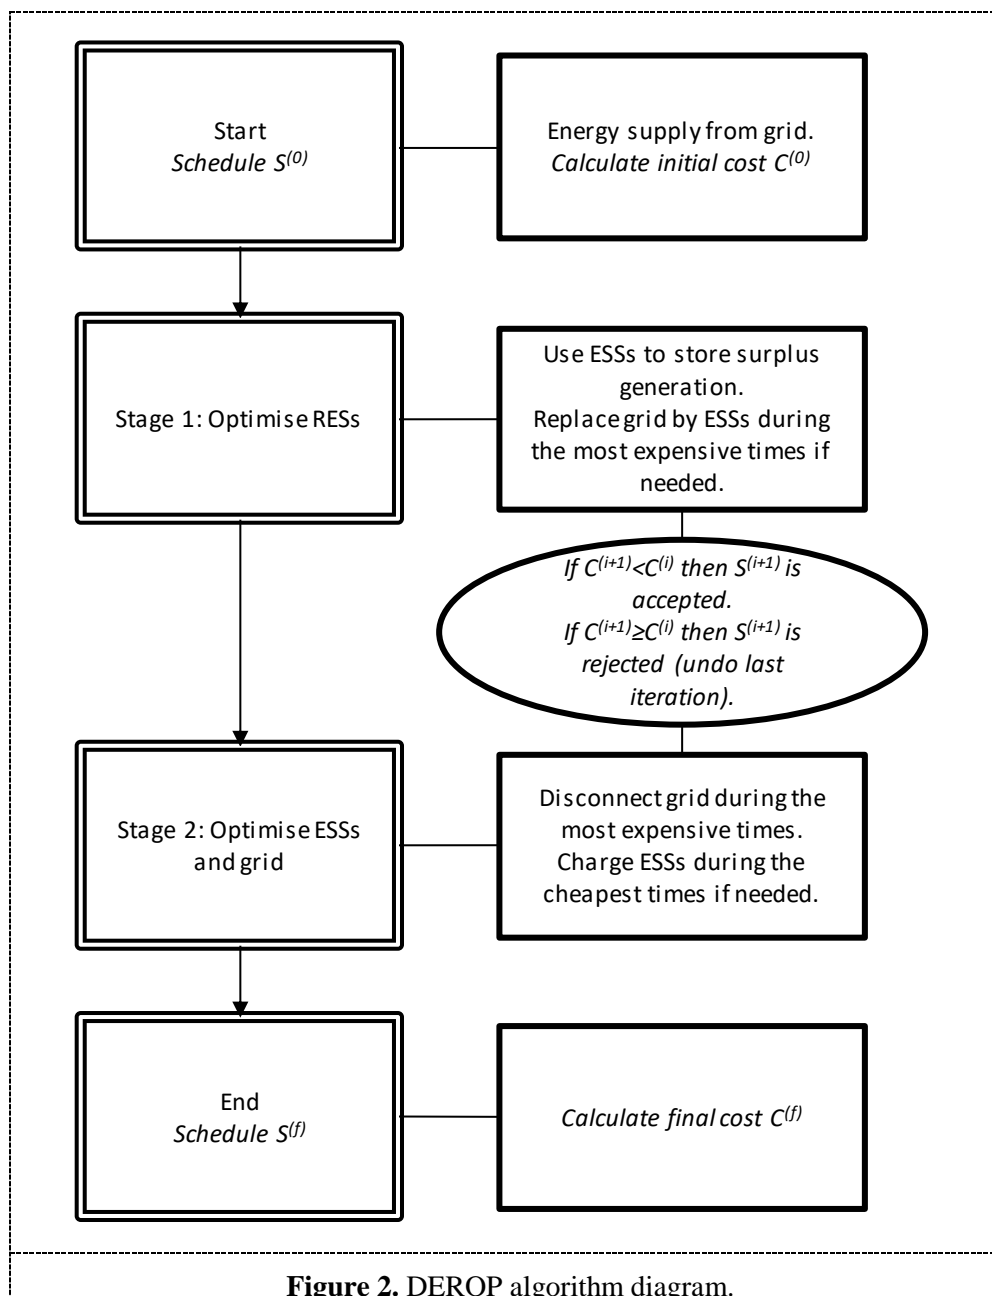 Start
Schedule S^(0)
Energy supply from grid.
Calculate initial cost C^(0)
Stage 1: Optimise RESs
Use ESSs to store surplus
generation.
Replace grid by ESSs during
the most expensive times if
needed.
If C^(i+1)<C^(i) then S^(i+1) is
accepted.
If C^(i+1)≥C^(i) then S^(i+1) is
rejected (undo last
iteration).
Stage 2: Optimise ESSs
and grid
Disconnect grid during the
most expensive times.
Charge ESSs during the
cheapest times if needed.
End
Schedule S^(f)
Calculate final cost C^(f)
Figure 2. DEROP algorithm diagram.